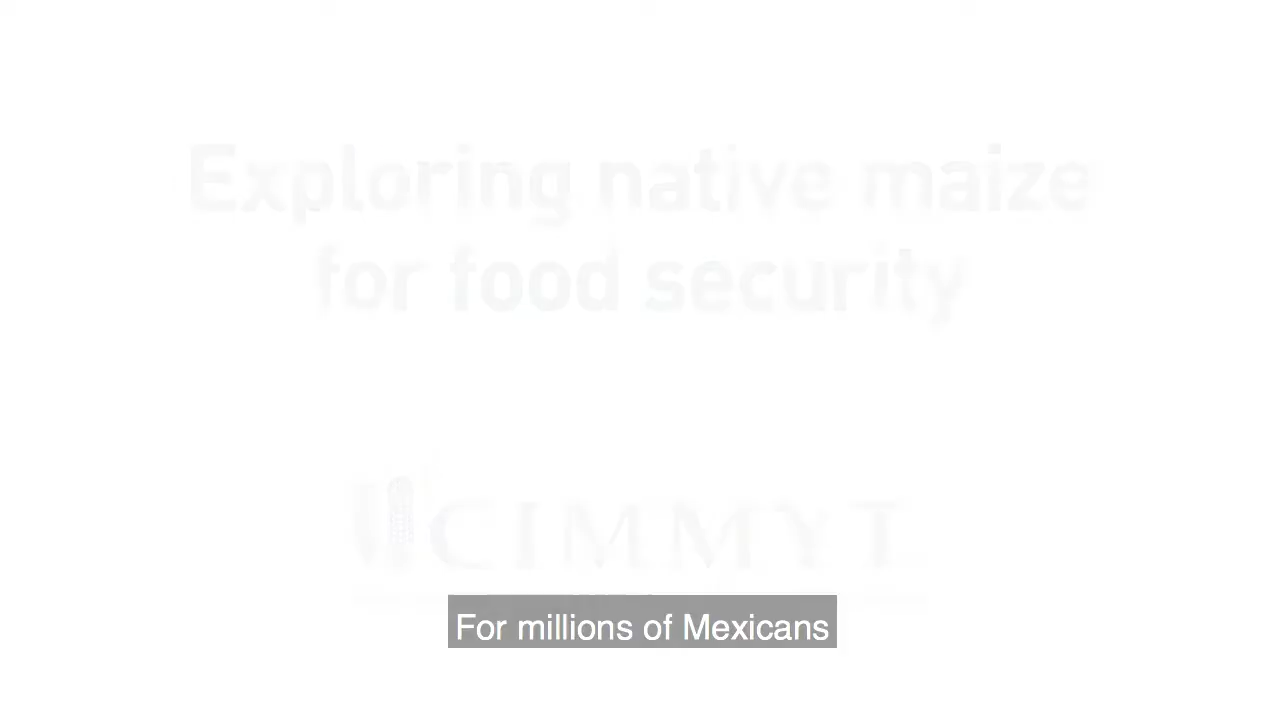 Exploring native maize
for food security
CIMMYT
For millions of Mexicans